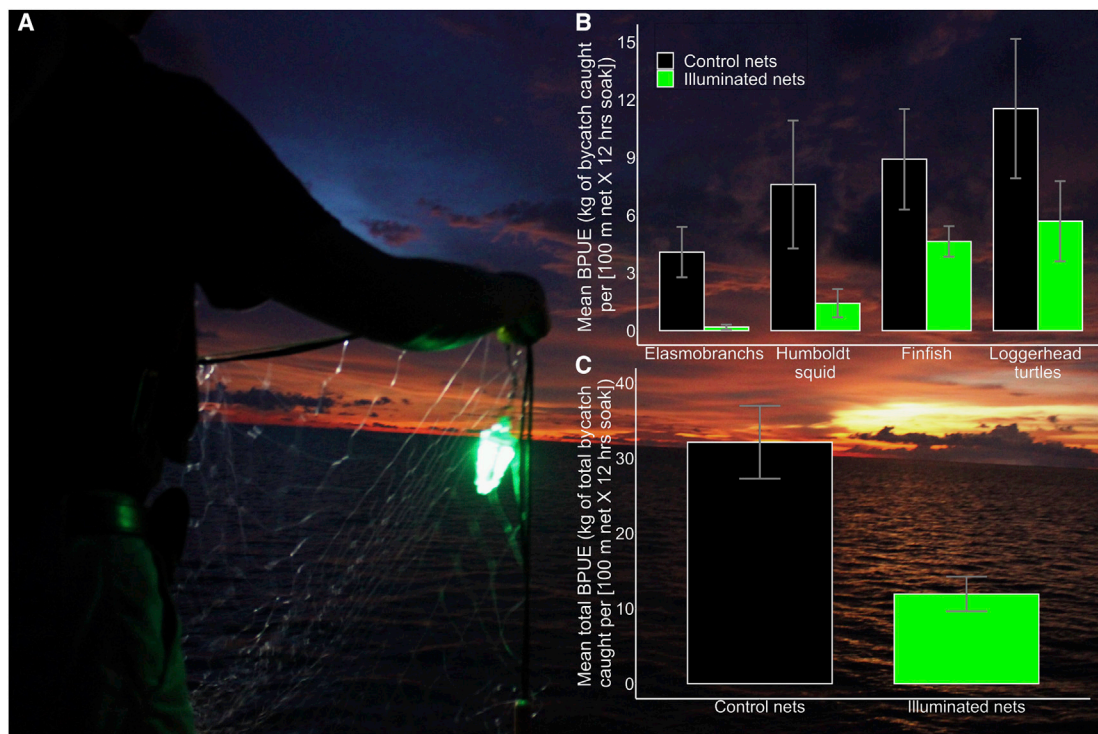 A
B
Mean BPUE (kg of bycatch caught
per [100 m net X 12 hrs soak])
15
12
9
6
3
0
Control nets
Illuminated nets
Elasmobranchs
Humboldt
squid
Finfish
Loggerhead
turtles
C
Mean total BPUE (kg of total bycatch
caught per [100 m net X 12 hrs soak])
40
30
20
10
0
Control nets
Illuminated nets